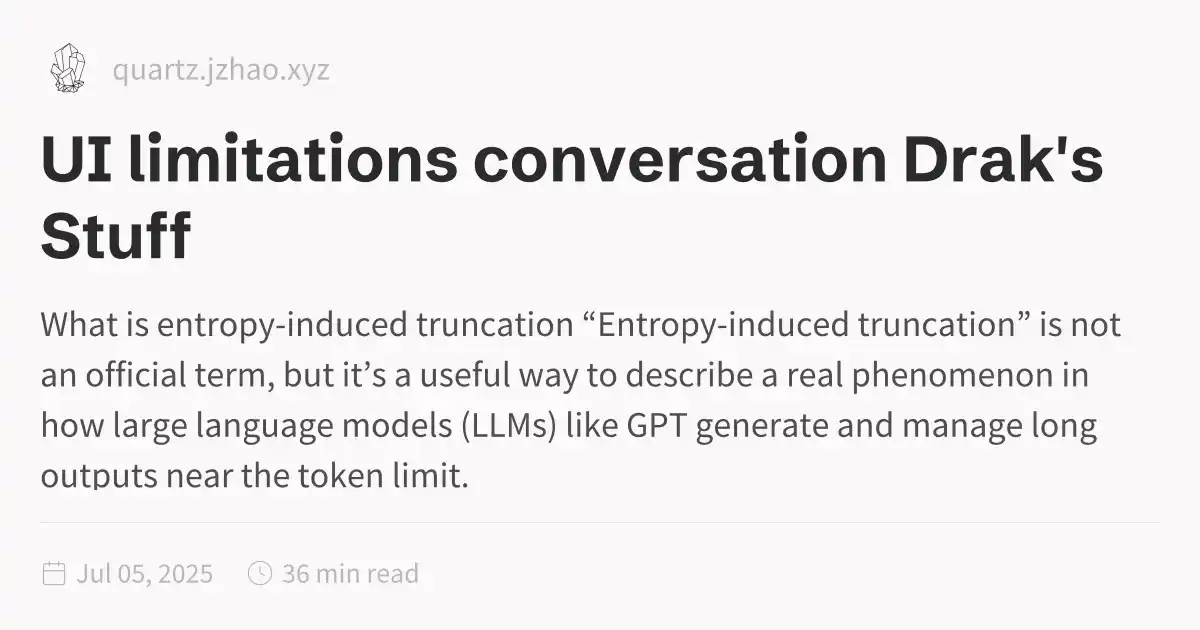 quartz.jzhao.xyz
UI limitations conversation Drak's
Stuff
What is entropy-induced truncation “Entropy-induced truncation” is not
an official term, but it’s a useful way to describe a real phenomenon in
how large language models (LLMs) like GPT generate and manage long
outputs near the token limit.
Jul 05, 2025 36 min read